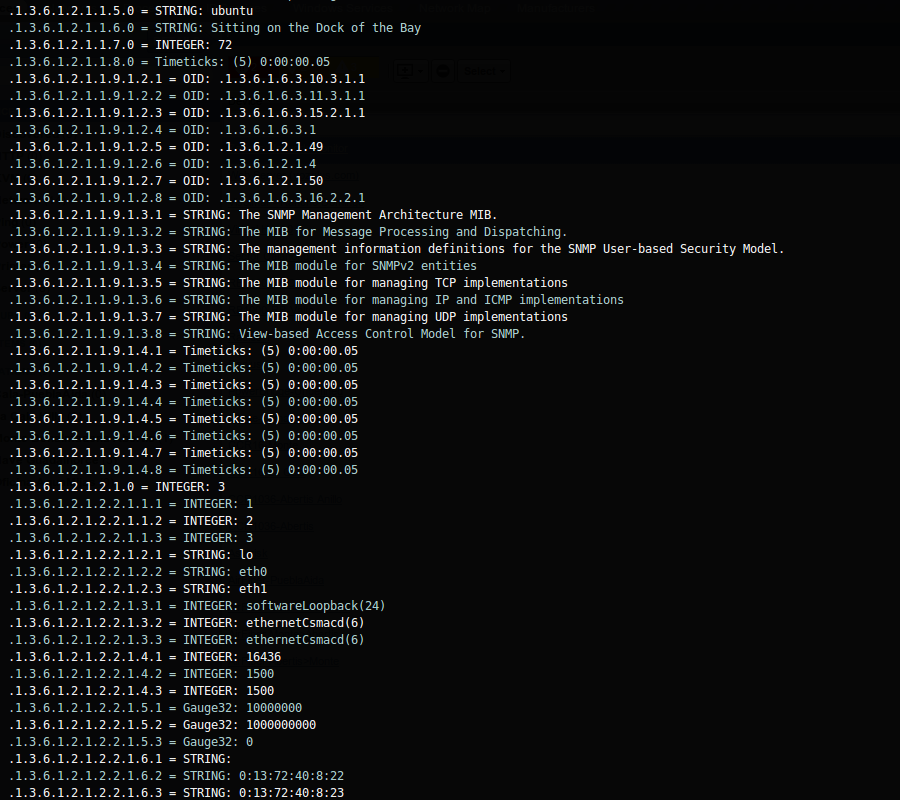 .1.3.6.1.2.1.1.5.0 = STRING: ubuntu
.1.3.6.1.2.1.1.6.0 = STRING: Sitting on the Dock of the Bay
.1.3.6.1.2.1.1.7.0 = INTEGER: 72
.1.3.6.1.2.1.1.8.0 = Timeticks: (5) 0:00:00.05
.1.3.6.1.2.1.1.9.1.2.1 = OID: .1.3.6.1.6.3.10.3.1.1
.1.3.6.1.2.1.1.9.1.2.2 = OID: .1.3.6.1.6.3.11.3.1.1
.1.3.6.1.2.1.1.9.1.2.3 = OID: .1.3.6.1.6.3.15.2.1.1
.1.3.6.1.2.1.1.9.1.2.4 = OID: .1.3.6.1.6.3.1
.1.3.6.1.2.1.1.9.1.2.5 = OID: .1.3.6.1.2.1.49
.1.3.6.1.2.1.1.9.1.2.6 = OID: .1.3.6.1.2.1.4
.1.3.6.1.2.1.1.9.1.2.7 = OID: .1.3.6.1.2.1.50
.1.3.6.1.2.1.1.9.1.2.8 = OID: .1.3.6.1.6.3.16.2.2.1
.1.3.6.1.2.1.1.9.1.3.1 = STRING: The SNMP Management Architecture MIB.
.1.3.6.1.2.1.1.9.1.3.2 = STRING: The MIB for Message Processing and Dispatching.
.1.3.6.1.2.1.1.9.1.3.3 = STRING: The management information definitions for the SNMP User-based Security Model.
.1.3.6.1.2.1.1.9.1.3.4 = STRING: The MIB module for SNMPv2 entities
.1.3.6.1.2.1.1.9.1.3.5 = STRING: The MIB module for managing TCP implementations
.1.3.6.1.2.1.1.9.1.3.6 = STRING: The MIB module for managing IP and ICMP implementations
.1.3.6.1.2.1.1.9.1.3.7 = STRING: The MIB module for managing UDP implementations
.1.3.6.1.2.1.1.9.1.3.8 = STRING: View-based Access Control Model for SNMP.
.1.3.6.1.2.1.1.9.1.4.1 = Timeticks: (5) 0:00:00.05
.1.3.6.1.2.1.1.9.1.4.2 = Timeticks: (5) 0:00:00.05
.1.3.6.1.2.1.1.9.1.4.3 = Timeticks: (5) 0:00:00.05
.1.3.6.1.2.1.1.9.1.4.4 = Timeticks: (5) 0:00:00.05
.1.3.6.1.2.1.1.9.1.4.5 = Timeticks: (5) 0:00:00.05
.1.3.6.1.2.1.1.9.1.4.6 = Timeticks: (5) 0:00:00.05
.1.3.6.1.2.1.1.9.1.4.7 = Timeticks: (5) 0:00:00.05
.1.3.6.1.2.1.1.9.1.4.8 = Timeticks: (5) 0:00:00.05
.1.3.6.1.2.1.2.1.0 = INTEGER: 3
.1.3.6.1.2.1.2.2.1.1.1 = INTEGER: 1
.1.3.6.1.2.1.2.2.1.1.2 = INTEGER: 2
.1.3.6.1.2.1.2.2.1.1.3 = INTEGER: 3
.1.3.6.1.2.1.2.2.1.2.1 = STRING: lo
.1.3.6.1.2.1.2.2.1.2.2 = STRING: eth0
.1.3.6.1.2.1.2.2.1.2.3 = STRING: eth1
.1.3.6.1.2.1.2.2.1.3.1 = INTEGER: softwareLoopback(24)
.1.3.6.1.2.1.2.2.1.3.2 = INTEGER: ethernetCsmacd(6)
.1.3.6.1.2.1.2.2.1.3.3 = INTEGER: ethernetCsmacd(6)
.1.3.6.1.2.1.2.2.1.4.1 = INTEGER: 16436
.1.3.6.1.2.1.2.2.1.4.2 = INTEGER: 1500
.1.3.6.1.2.1.2.2.1.4.3 = INTEGER: 1500
.1.3.6.1.2.1.2.2.1.5.1 = Gauge32: 10000000
.1.3.6.1.2.1.2.2.1.5.2 = Gauge32: 1000000000
.1.3.6.1.2.1.2.2.1.5.3 = Gauge32: 0
.1.3.6.1.2.1.2.2.1.6.1 = STRING:
.1.3.6.1.2.1.2.2.1.6.2 = STRING: 0:13:72:40:8:22
.1.3.6.1.2.1.2.2.1.6.3 = STRING: 0:13:72:40:8:23